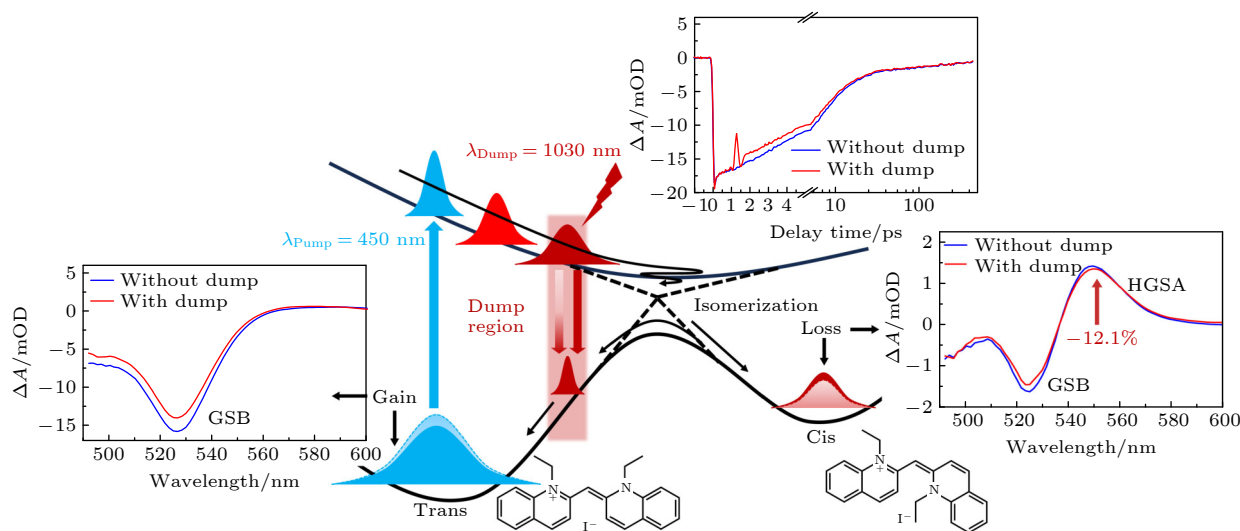 0
−5
−10
−15
−20
ΔA/mOD
Without dump
With dump
−1 0 1 2 3 4 10 100
Delay time/ps
λDump = 1030 nm
λPump = 450 nm
Dump
region
Isomerization
Loss
Gain
Trans
Cis
5
0
−5
−10
−15
ΔA/mOD
Without dump
With dump
GSB
500 520 540 560 580 600
Wavelength/nm
2
1
0
−1
−2
ΔA/mOD
Without dump
With dump
HGSA
−12.1%
GSB
500 520 540 560 580 600
Wavelength/nm
N
+
N
I−
N
+
N
I−